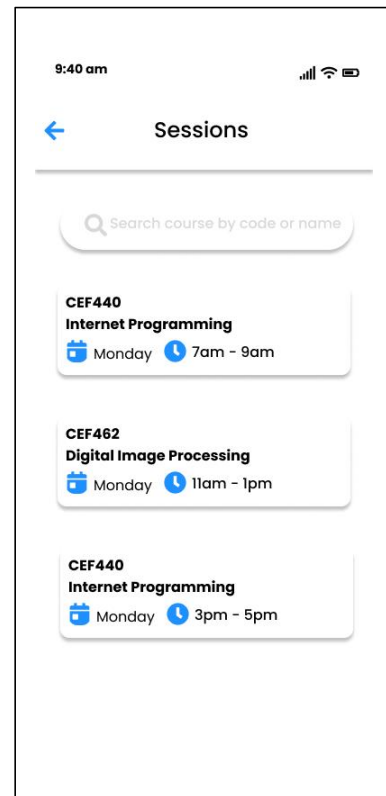 9:40 am
Sessions
Search course by code or name
CEF440
Internet Programming
Monday 7am - 9am
CEF462
Digital Image Processing
Monday 11am - 1pm
CEF440
Internet Programming
Monday 3pm - 5pm